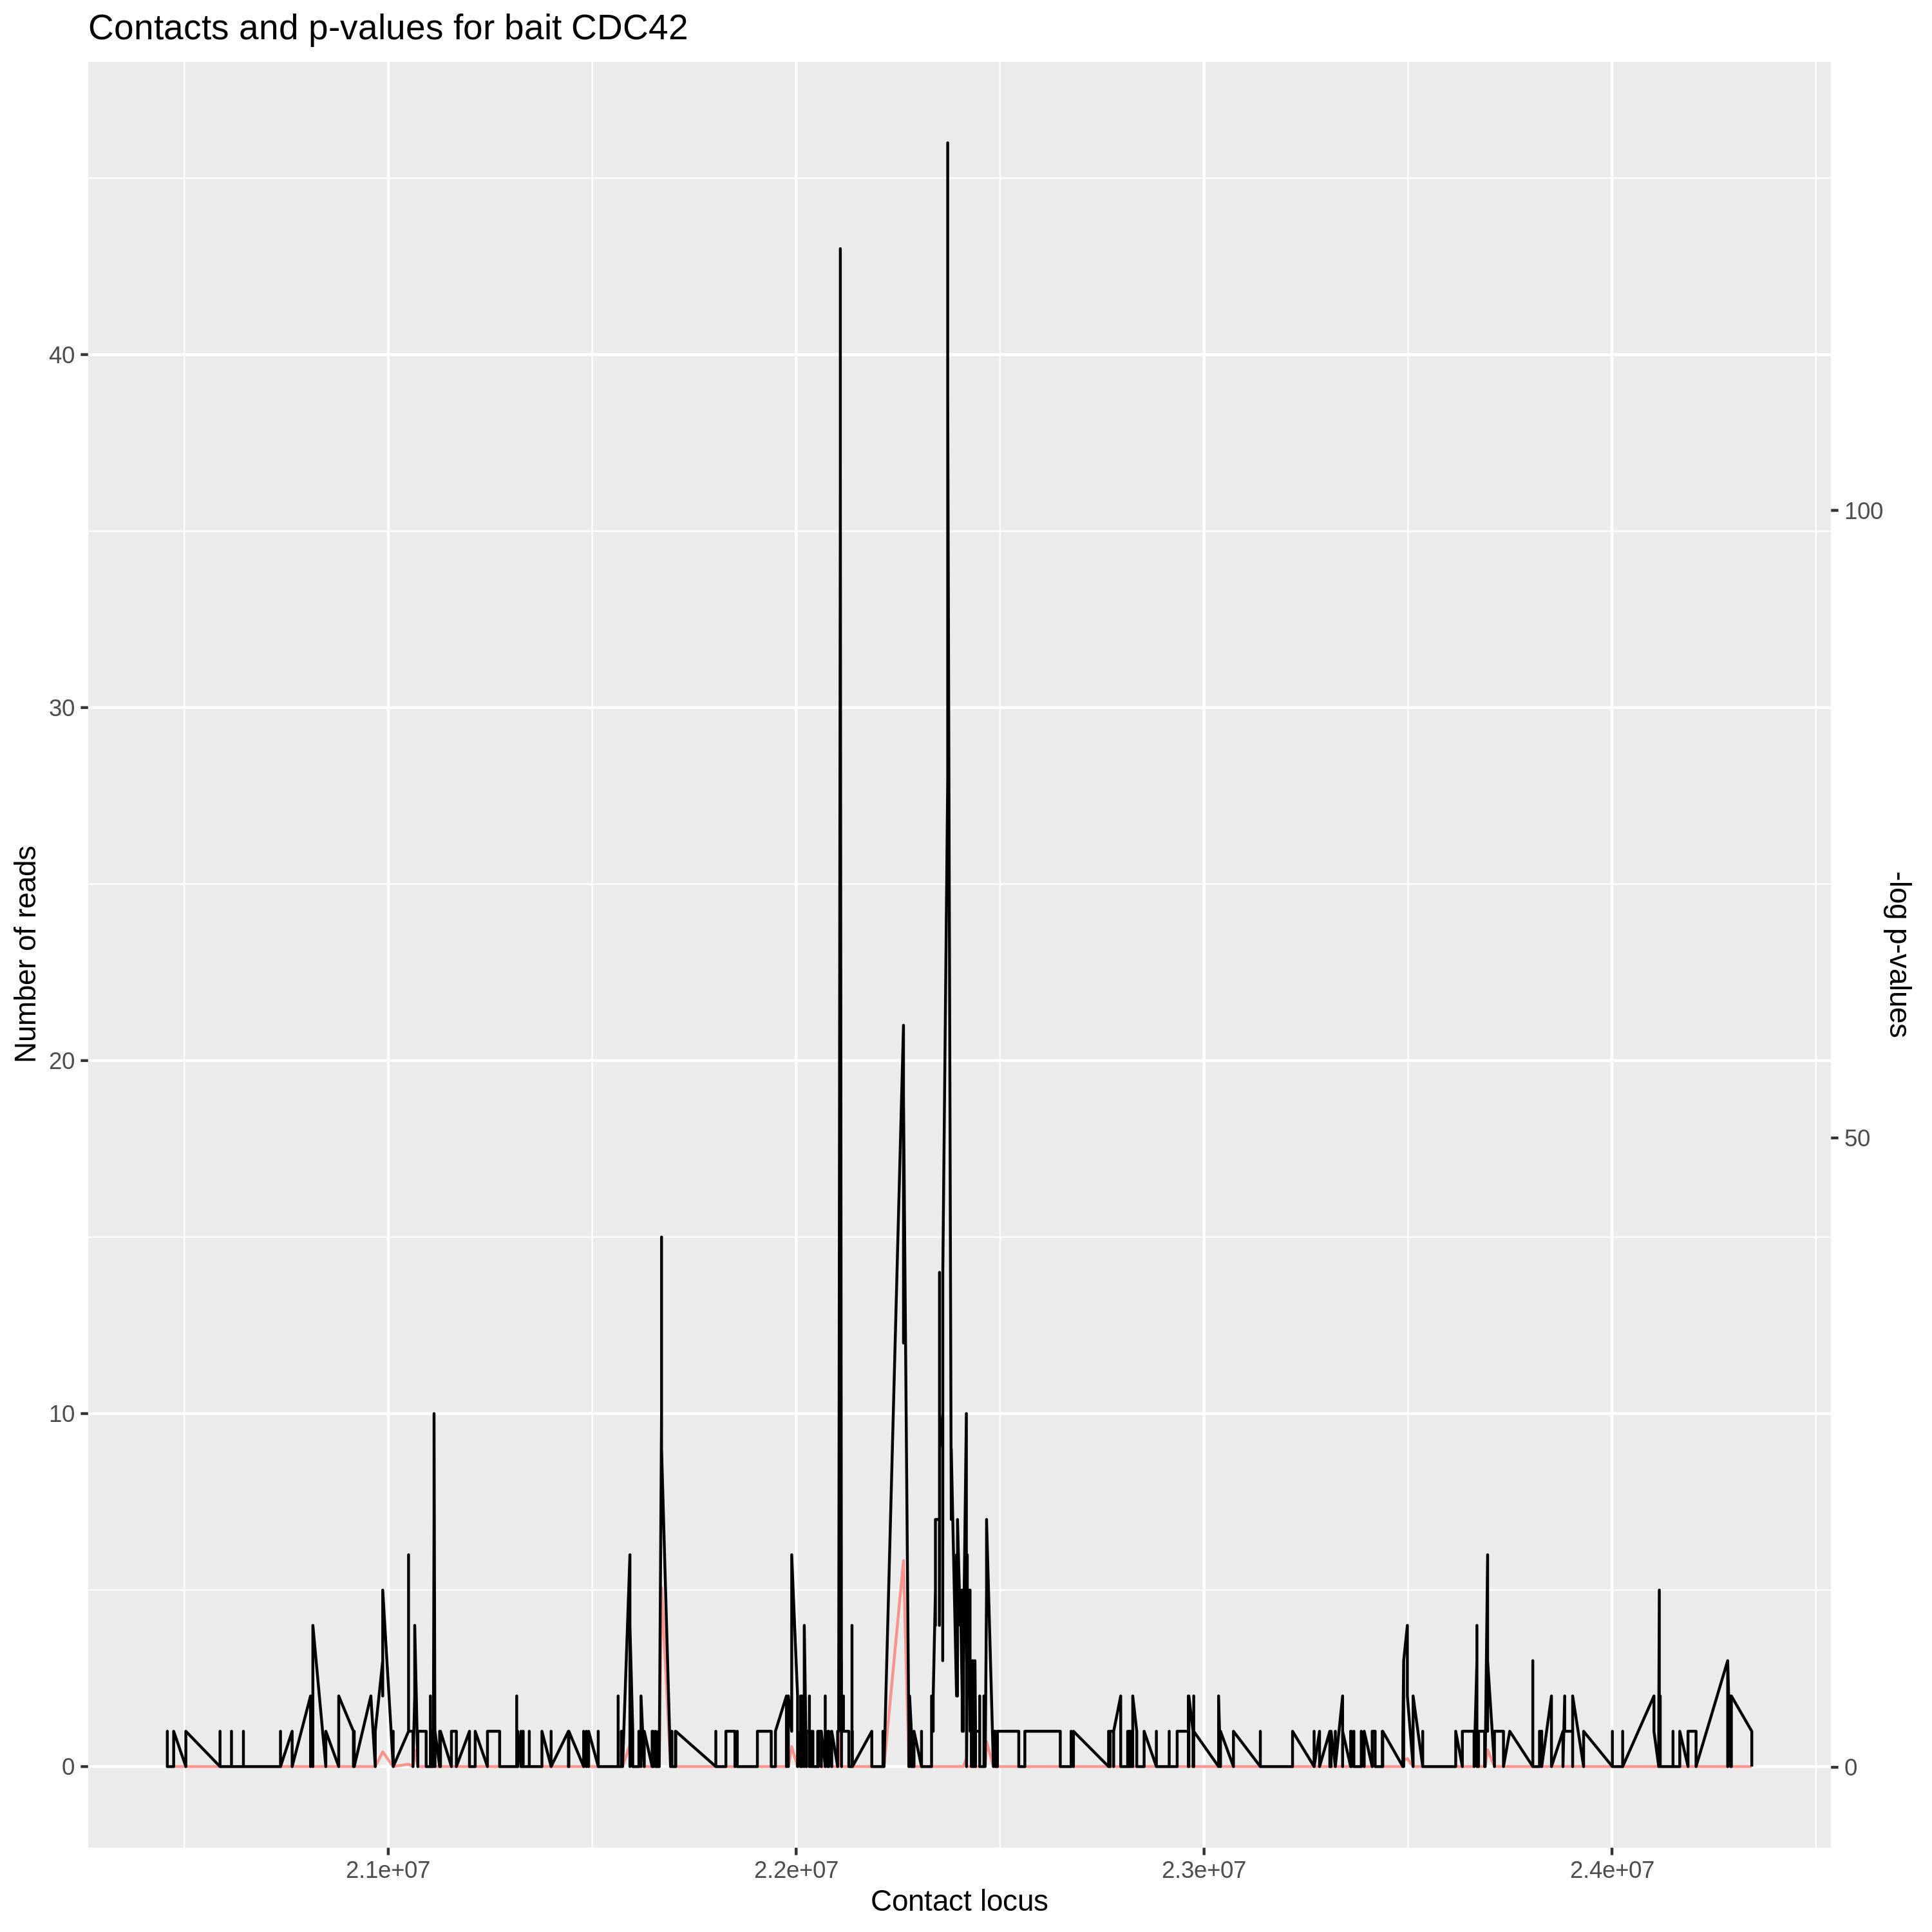 Contacts and p-values for bait CDC42
40
30
20
10
0
Number of reads
100
50
0
-log p-values
2.1e+07
2.2e+07
2.3e+07
2.4e+07
Contact locus